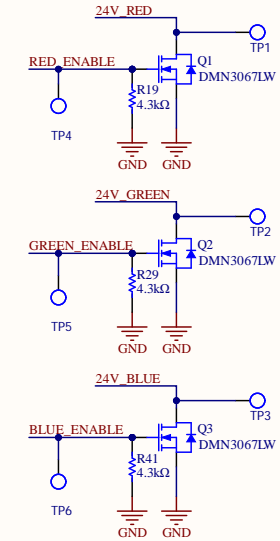 24V_RED
TP1
RED_ENABLE
Q1
DMN3067LW
R19
4.3kΩ
TP4
GND GND
24V_GREEN
TP2
GREEN_ENABLE
Q2
DMN3067LW
R29
4.3kΩ
TP5
GND GND
24V_BLUE
TP3
BLUE_ENABLE
Q3
DMN3067LW
R41
4.3kΩ
TP6
GND GND